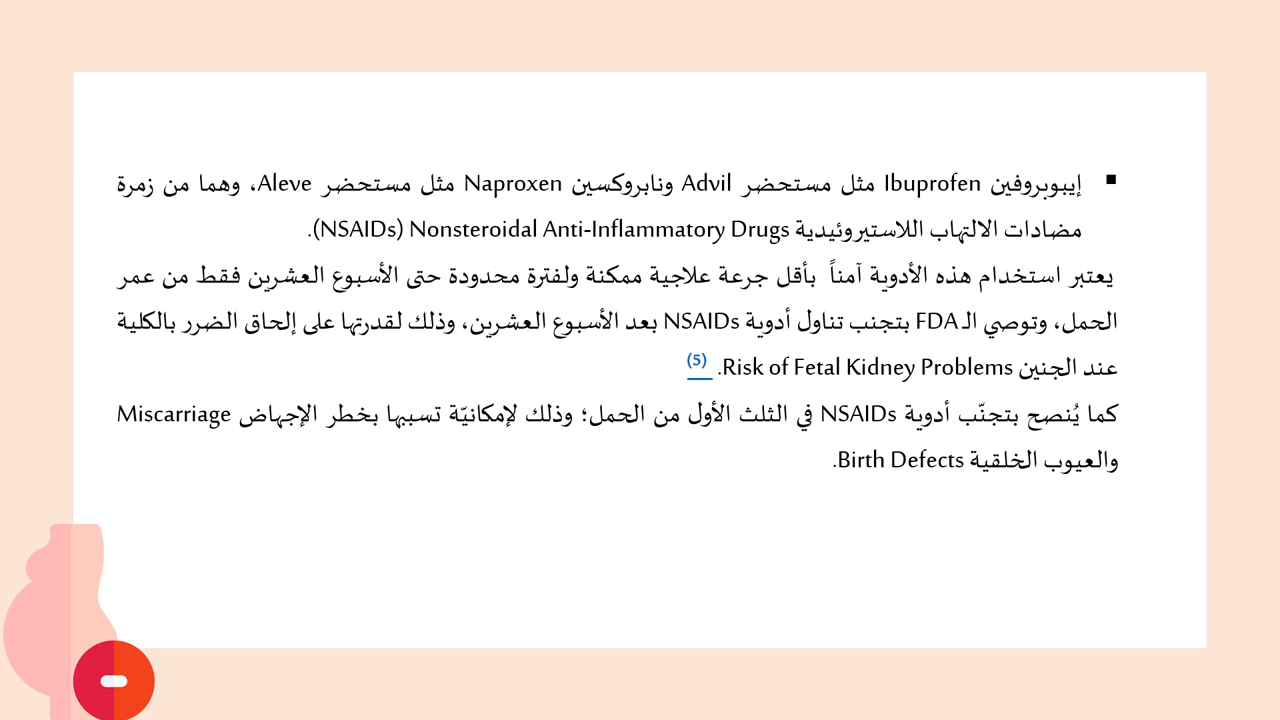 ▪ إيبوبروفين Ibuprofen مثل مستحضر Advil ونابروكسين Naproxen مثل مستحضر Aleve، وهما من زمرة
مضادات الالتهاب اللاستيروئيدية Nonsteroidal Anti-Inflammatory Drugs (NSAIDs).
يعتبر استخدام هذه الأدوية آمناً بأقل جرعة علاجية ممكنة ولفترة محدودة حتى الأسبوع العشرين فقط من عمر
الحمل، وتوصي الـ FDA بتجنب تناول أدوية NSAIDs بعد الأسبوع العشرين، وذلك لقدرتها على إلحاق الضرر بالكلية
عند الجنين Risk of Fetal Kidney Problems. (5)
كما يُنصح بتجنّب أدوية NSAIDs في الثلث الأول من الحمل؛ وذلك لإمكانيّة تسببها بخطر الإجهاض Miscarriage
والعيوب الخلقية Birth Defects.